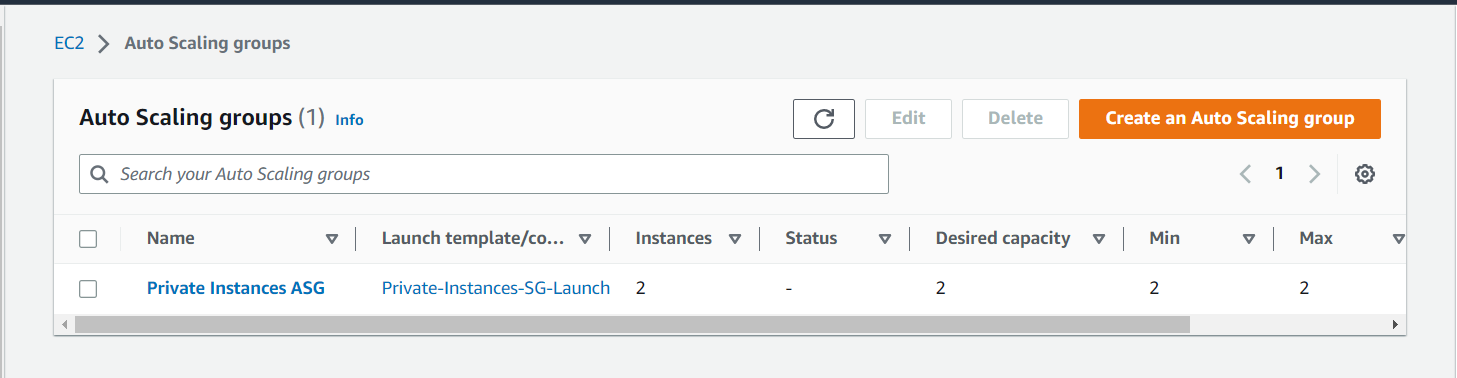 EC2 Auto Scaling groups
Auto Scaling groups (1) Info Edit Delete Create an Auto Scaling group
Search your Auto Scaling groups 1
Name Launch template/co... Instances Status Desired capacity Min Max
Private Instances ASG Private-Instances-SG-Launch 2 - 2 2 2